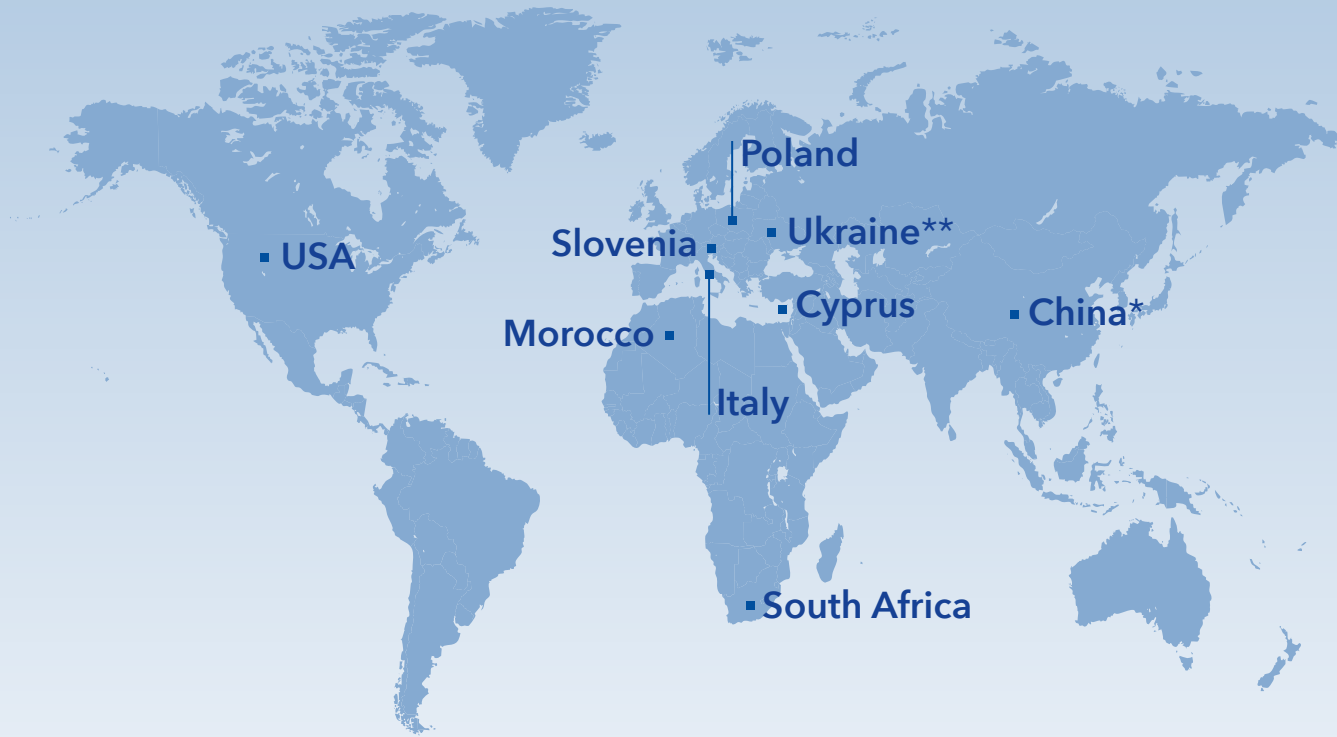 Poland
Ukraine**
Slovenia
USA
Cyprus
China*
Morocco
Italy
South Africa